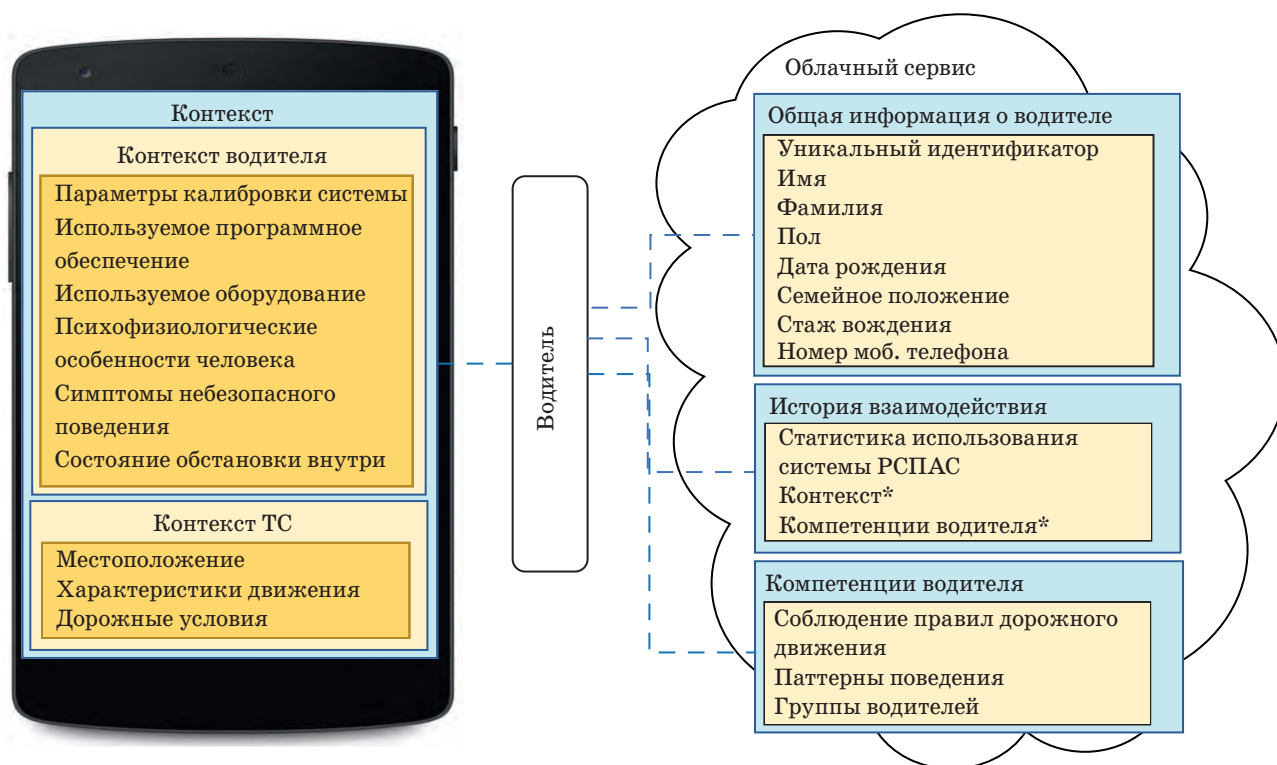 Контекст
Контекст водителя
Параметры калибровки системы
Используемое программное
обеспечение
Используемое оборудование
Психофизиологические
особенности человека
Симптомы небезопасного
поведения
Состояние обстановки внутри
Контекст ТС
Местоположение
Характеристики движения
Дорожные условия
Водитель
Облачный сервис
Общая информация о водителе
Уникальный идентификатор
Имя
Фамилия
Пол
Дата рождения
Семейное положение
Стаж вождения
Номер моб. телефона
История взаимодействия
Статистика использования
системы РСПАС
Контекст*
Компетенции водителя*
Компетенции водителя
Соблюдение правил дорожного
движения
Паттерны поведения
Группы водителей